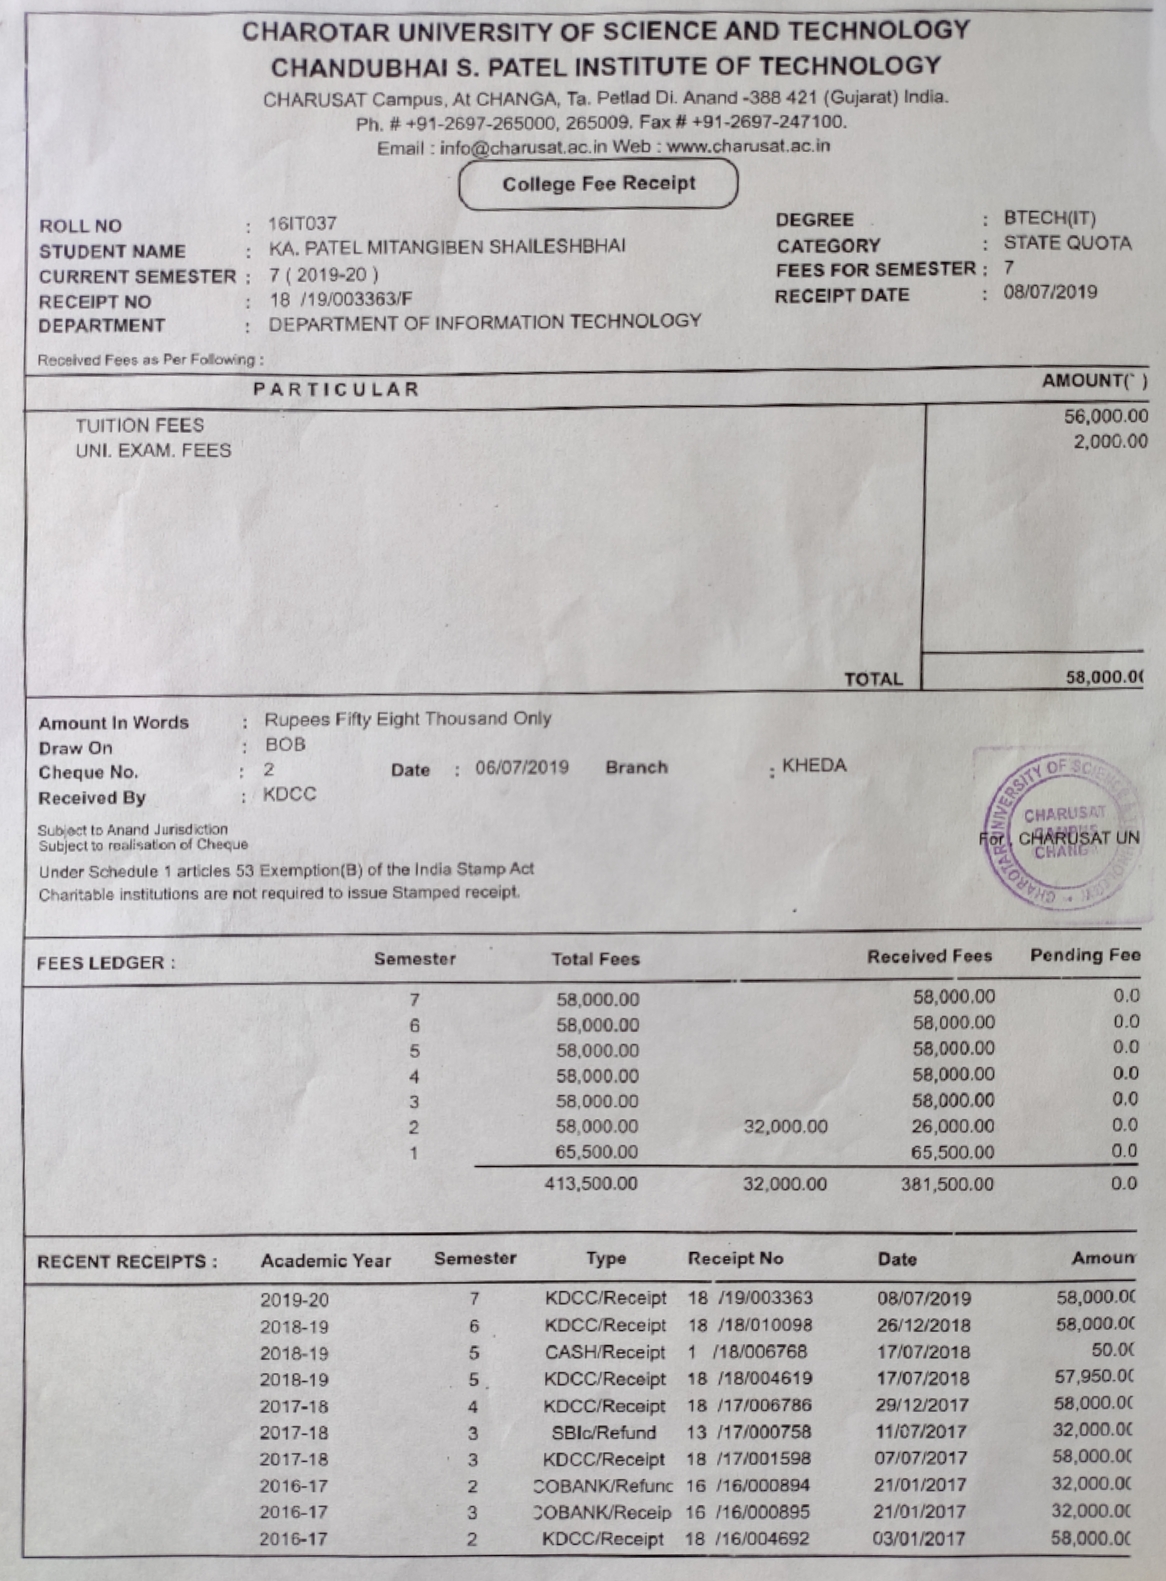 CHAROTAR UNIVERSITY OF SCIENCE AND TECHNOLOGY
CHANDUBHAI S. PATEL INSTITUTE OF TECHNOLOGY
CHARUSAT Campus, At CHANGA, Ta. Petlad Di. Anand -388 421 (Gujarat) India.
Ph. # +91-2697-265000, 265009. Fax # +91-2697-247100.
Email : info@charusat.ac.in Web : www.charusat.ac.in
College Fee Receipt
ROLL NO : 16IT037 DEGREE : BTECH(IT)
STUDENT NAME : KA. PATEL MITANGIBEN SHAILESHBHAI CATEGORY : STATE QUOTA
CURRENT SEMESTER : 7 ( 2019-20 ) FEES FOR SEMESTER : 7
RECEIPT NO : 18 /19/003363/F RECEIPT DATE : 08/07/2019
DEPARTMENT : DEPARTMENT OF INFORMATION TECHNOLOGY
Received Fees as Per Following :
PARTICULAR AMOUNT(` )
TUITION FEES 56,000.00
UNI. EXAM. FEES 2,000.00
TOTAL 58,000.0
Amount In Words : Rupees Fifty Eight Thousand Only
Draw On : BOB
Cheque No. : 2 Date : 06/07/2019 Branch : KHEDA
Received By : KDCC
Subject to Anand Jurisdiction
Subject to realisation of Cheque
For, CHARUSAT UN
CHAROTAR UNIVERSITY OF SCIENCE &
CHARUSAT
CAMPUS
CHANGA
Under Schedule 1 articles 53 Exemption(B) of the India Stamp Act
Charitable institutions are not required to issue Stamped receipt.
FEES LEDGER : Semester Total Fees Received Fees Pending Fee
7 58,000.00 58,000.00 0.0
6 58,000.00 58,000.00 0.0
5 58,000.00 58,000.00 0.0
4 58,000.00 58,000.00 0.0
3 58,000.00 58,000.00 0.0
2 58,000.00 32,000.00 26,000.00 0.0
1 65,500.00 65,500.00 0.0
413,500.00 32,000.00 381,500.00 0.0
RECENT RECEIPTS : Academic Year Semester Type Receipt No Date Amoun
2019-20 7 KDCC/Receipt 18 /19/003363 08/07/2019 58,000.0
2018-19 6 KDCC/Receipt 18 /18/010098 26/12/2018 58,000.0
2018-19 5 CASH/Receipt 1 /18/006768 17/07/2018 50.0
2018-19 5 KDCC/Receipt 18 /18/004619 17/07/2018 57,950.0
2017-18 4 KDCC/Receipt 18 /17/006786 29/12/2017 58,000.0
2017-18 3 SBIc/Refund 13 /17/000758 11/07/2017 32,000.0
2017-18 3 KDCC/Receipt 18 /17/001598 07/07/2017 58,000.0
2016-17 2 COBANK/Refunc 16 /16/000894 21/01/2017 32,000.0
2016-17 3 COBANK/Receip 16 /16/000895 21/01/2017 32,000.0
2016-17 2 KDCC/Receipt 18 /16/004692 03/01/2017 58,000.0